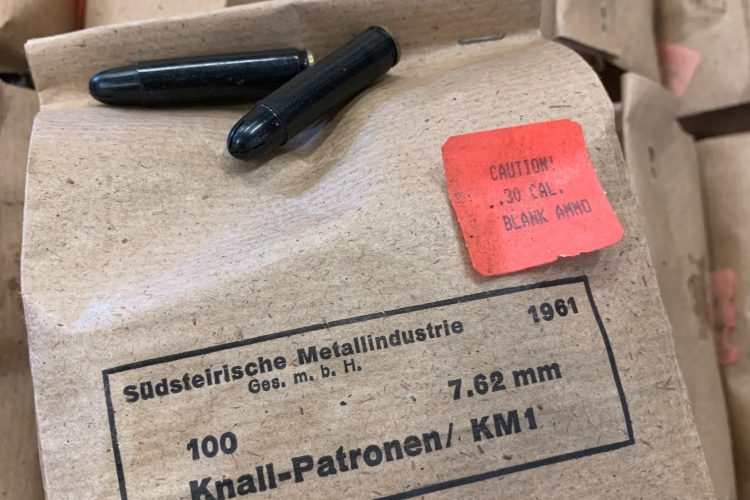 CAUTION!
.30 CAL.
BLANK AMMO
Südsteirische Metallindustrie 1961
Ges. m. b. H.
7.62 mm
100
Knall-Patronen/ KM1